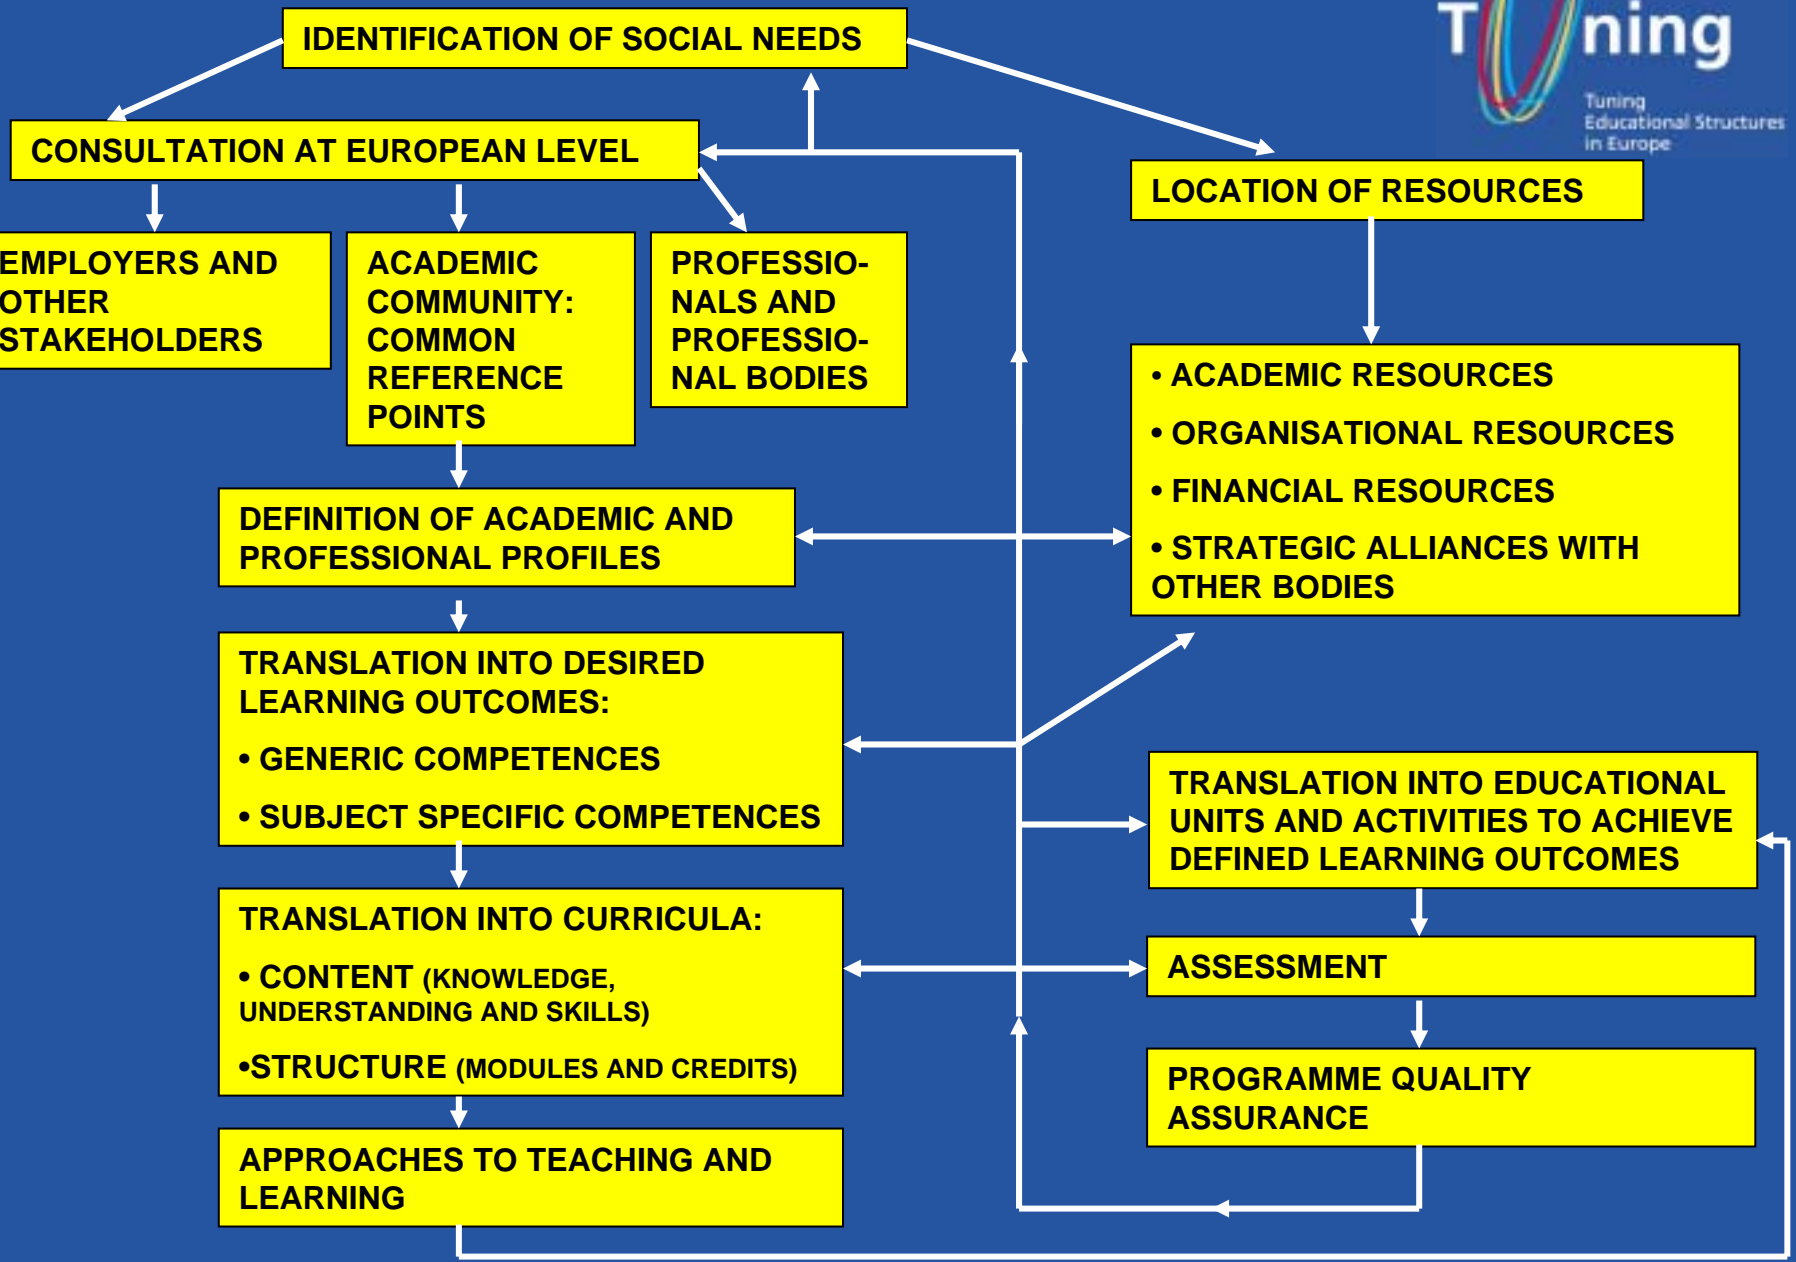 IDENTIFICATION OF SOCIAL NEEDS
TUning
Tuning
Educational Structures
in Europe
CONSULTATION AT EUROPEAN LEVEL
LOCATION OF RESOURCES
EMPLOYERS AND
OTHER
STAKEHOLDERS
ACADEMIC
COMMUNITY:
COMMON
REFERENCE
POINTS
PROFESSIO-
NALS AND
PROFESSIO-
NAL BODIES
• ACADEMIC RESOURCES
• ORGANISATIONAL RESOURCES
• FINANCIAL RESOURCES
• STRATEGIC ALLIANCES WITH
OTHER BODIES
DEFINITION OF ACADEMIC AND
PROFESSIONAL PROFILES
TRANSLATION INTO DESIRED
LEARNING OUTCOMES:
• GENERIC COMPETENCES
• SUBJECT SPECIFIC COMPETENCES
TRANSLATION INTO EDUCATIONAL
UNITS AND ACTIVITIES TO ACHIEVE
DEFINED LEARNING OUTCOMES
TRANSLATION INTO CURRICULA:
• CONTENT (KNOWLEDGE,
UNDERSTANDING AND SKILLS)
•STRUCTURE (MODULES AND CREDITS)
ASSESSMENT
PROGRAMME QUALITY
ASSURANCE
APPROACHES TO TEACHING AND
LEARNING